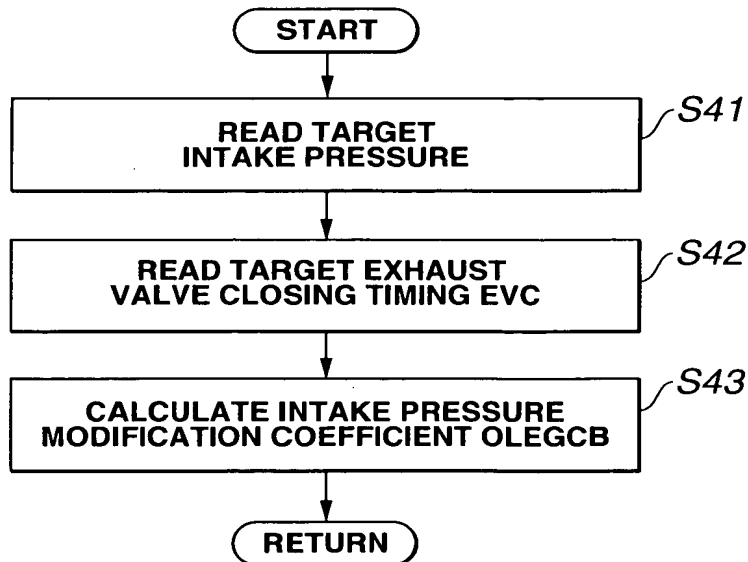 START
READ TARGET
INTAKE PRESSURE
S41
READ TARGET EXHAUST
VALVE CLOSING TIMING EVC
S42
CALCULATE INTAKE PRESSURE
MODIFICATION COEFFICIENT OLEGCB
S43
RETURN